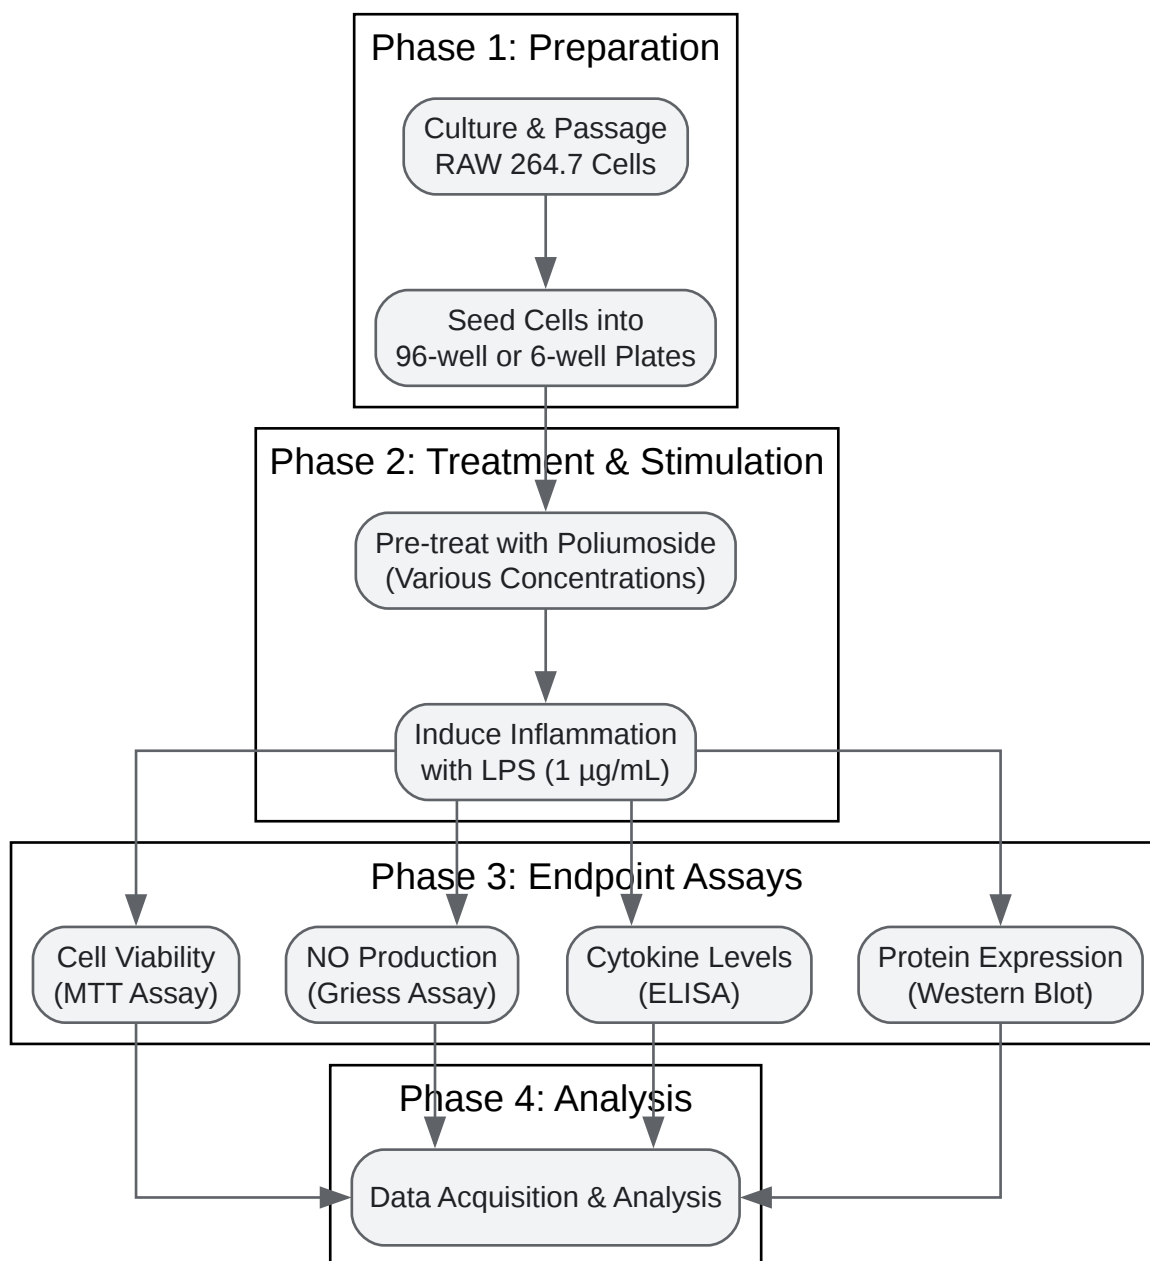 Phase 1: Preparation
Culture & Passage
RAW 264.7 Cells
Seed Cells into
96-well or 6-well Plates
Phase 2: Treatment & Stimulation
Pre-treat with Poliumoside
(Various Concentrations)
Induce Inflammation
with LPS (1 µg/mL)
Phase 3: Endpoint Assays
Cell Viability
(MTT Assay)
NO Production
(Griess Assay)
Cytokine Levels
(ELISA)
Protein Expression
(Western Blot)
Phase 4: Analysis
Data Acquisition & Analysis